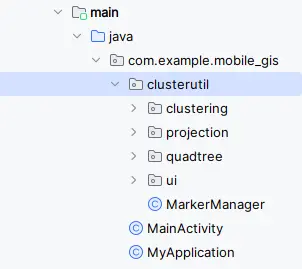 main
java
com.example.mobile_gis
clusterutil
clustering
projection
quadtree
ui
MarkerManager
MainActivity
MyApplication